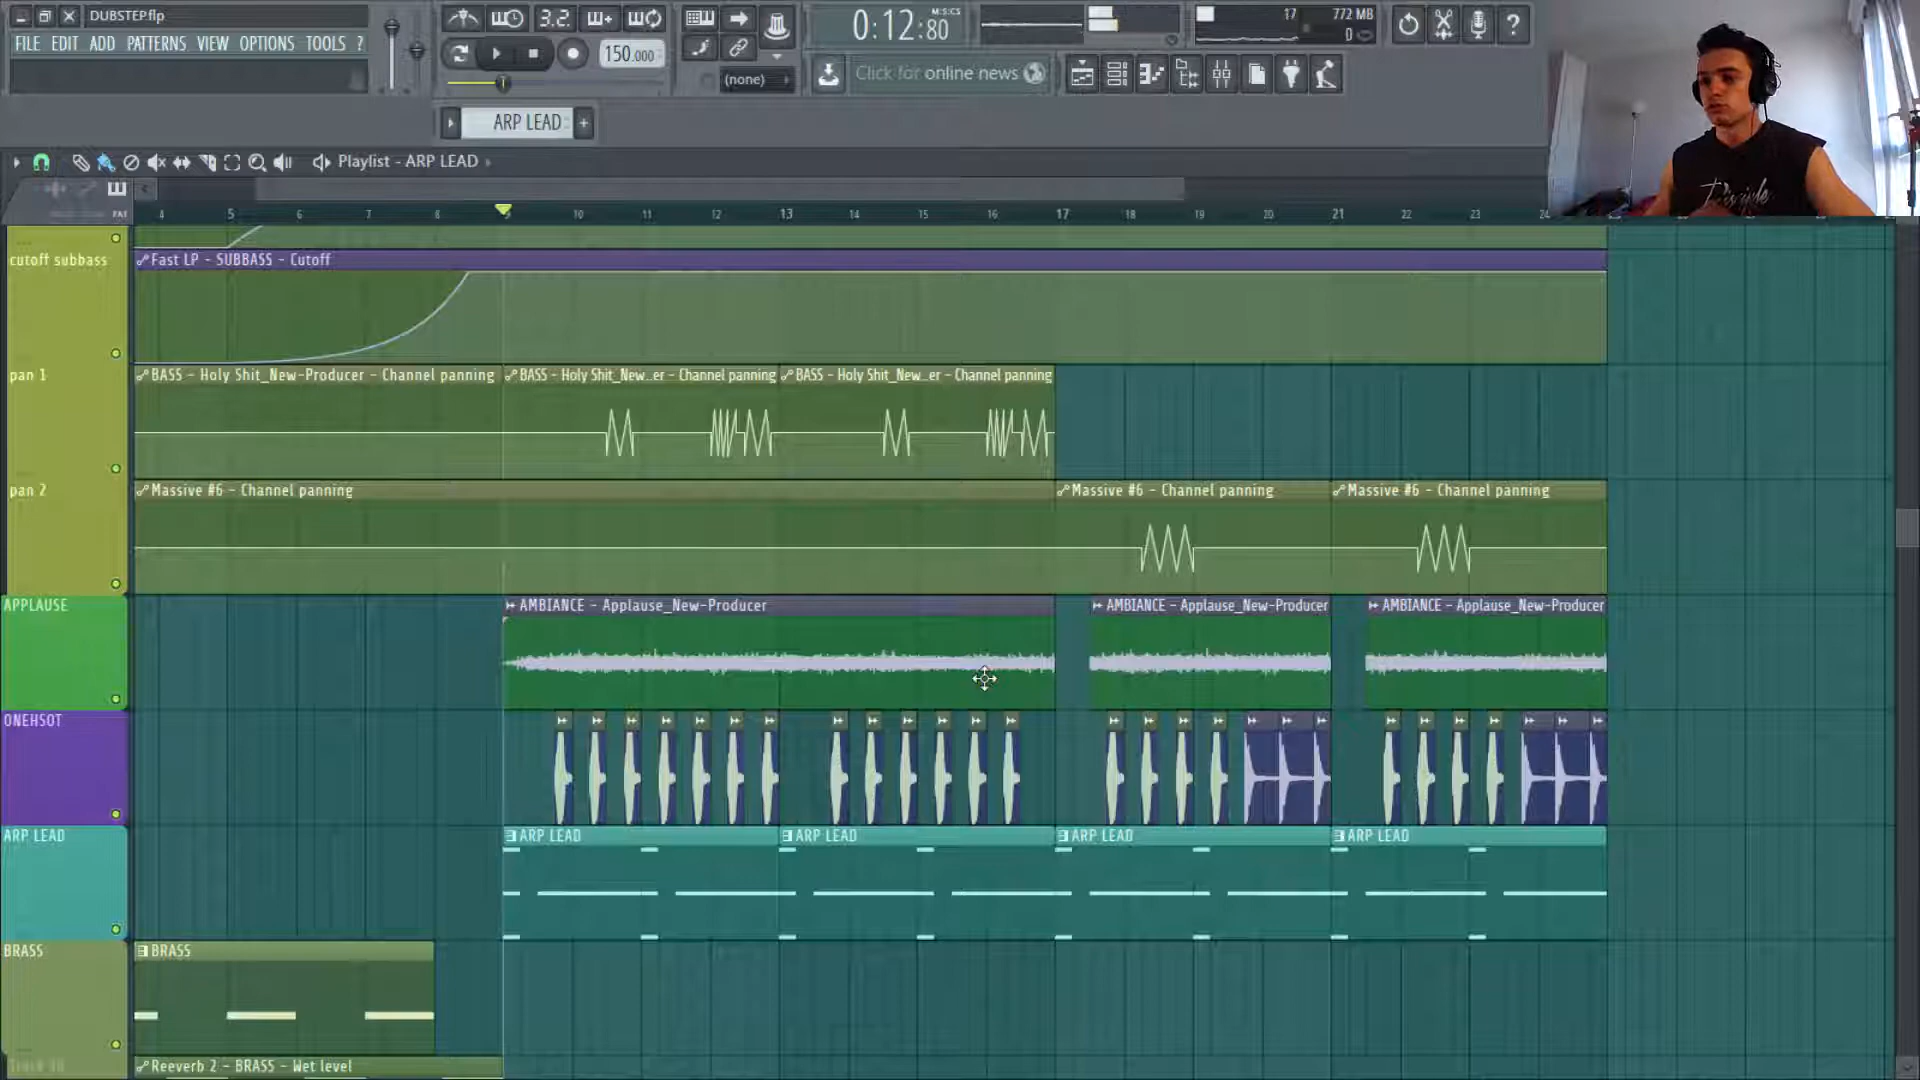 DUBSTEP.flp
FILE EDIT ADD PATTERNS VIEW OPTIONS TOOLS ?
3.2.
150.000
(none)
0:12:80
M:S:CS
17
772 MB
0
Click for online news
ARP LEAD
Playlist - ARP LEAD
4 5 6 7 8 9 10 11 12 13 14 15 16 17 18 19 20 21 22 23 24
cutoff subbass
Fast LP - SUBBASS - Cutoff
pan 1
BASS - Holy Shit_New-Producer - Channel panning
BASS - Holy Shit_New..er - Channel panning
BASS - Holy Shit_New..er - Channel panning
pan 2
Massive #6 - Channel panning
Massive #6 - Channel panning
Massive #6 - Channel panning
APPLAUSE
AMBIANCE - Applause_New-Producer
AMBIANCE - Applause_New-Producer
AMBIANCE - Applause_New-Producer
ONEHSOT
ARP LEAD
ARP LEAD
ARP LEAD
ARP LEAD
ARP LEAD
BRASS
BRASS
Reeverb 2 - BRASS - Wet level
Disciple